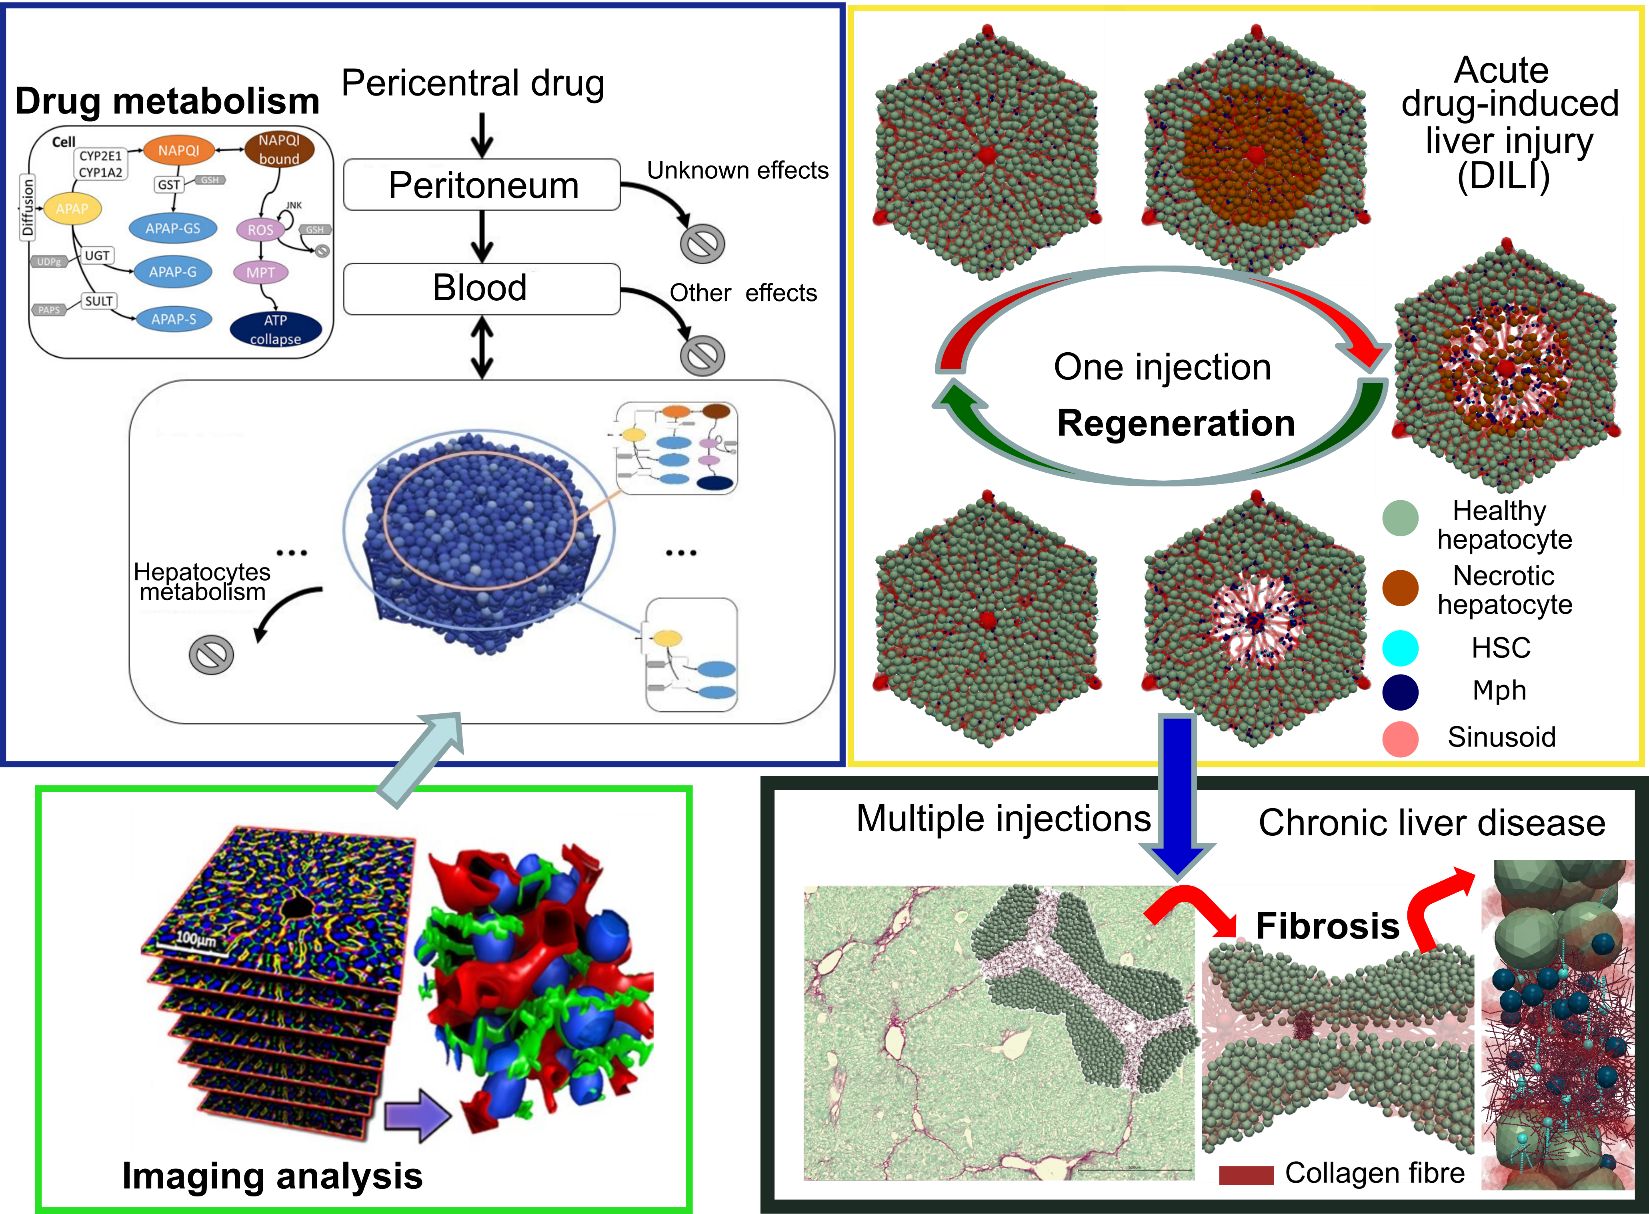 Drug metabolism
Pericentral drug
Cell
CYP2E1
CYP1A2
NAPQI
NAPQI
bound
GST
GSH
Diffusion
APAP
JNK
APAP-GS
ROS
GSH
UDPg
UGT
APAP-G
MPT
PAPS
SULT
APAP-S
ATP
collapse
Peritoneum
Unknown effects
Blood
Other effects
...
...
Hepatocytes
metabolism
Acute
drug-induced
liver injury
(DILI)
One injection
Regeneration
Healthy
hepatocyte
Necrotic
hepatocyte
HSC
Mph
Sinusoid
100µm
Imaging analysis
Multiple injections
Chronic liver disease
Fibrosis
Collagen fibre